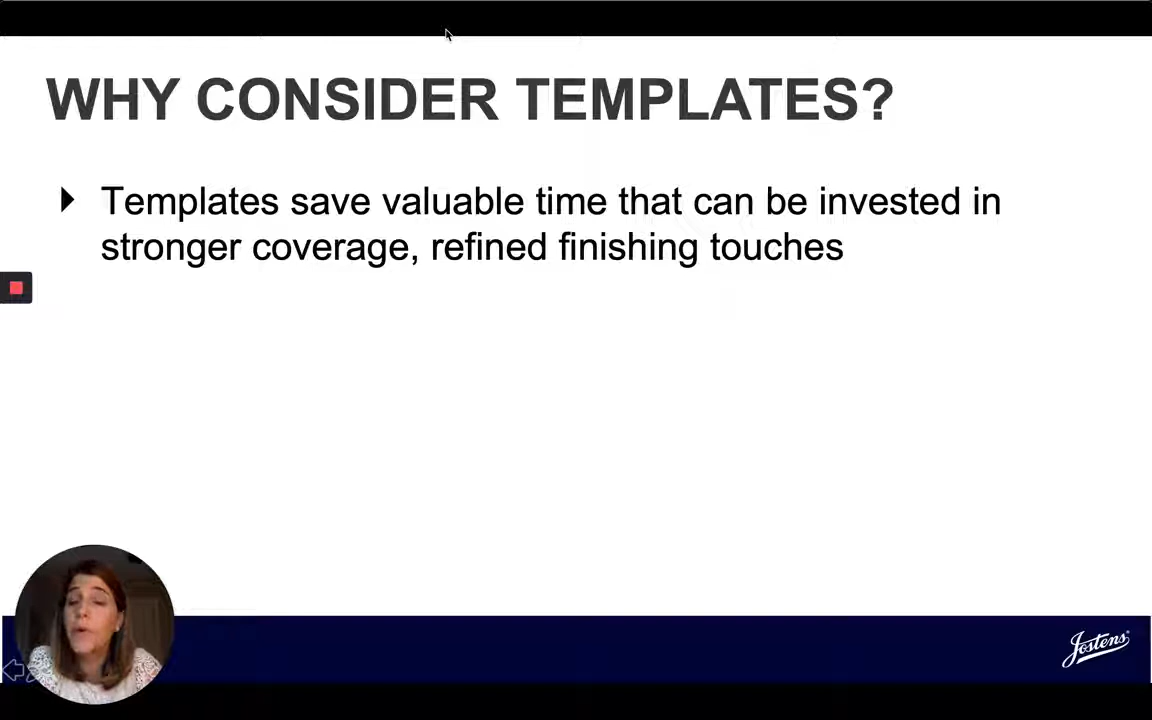 WHY CONSIDER TEMPLATES?
Templates save valuable time that can be invested in
stronger coverage, refined finishing touches
Jostens